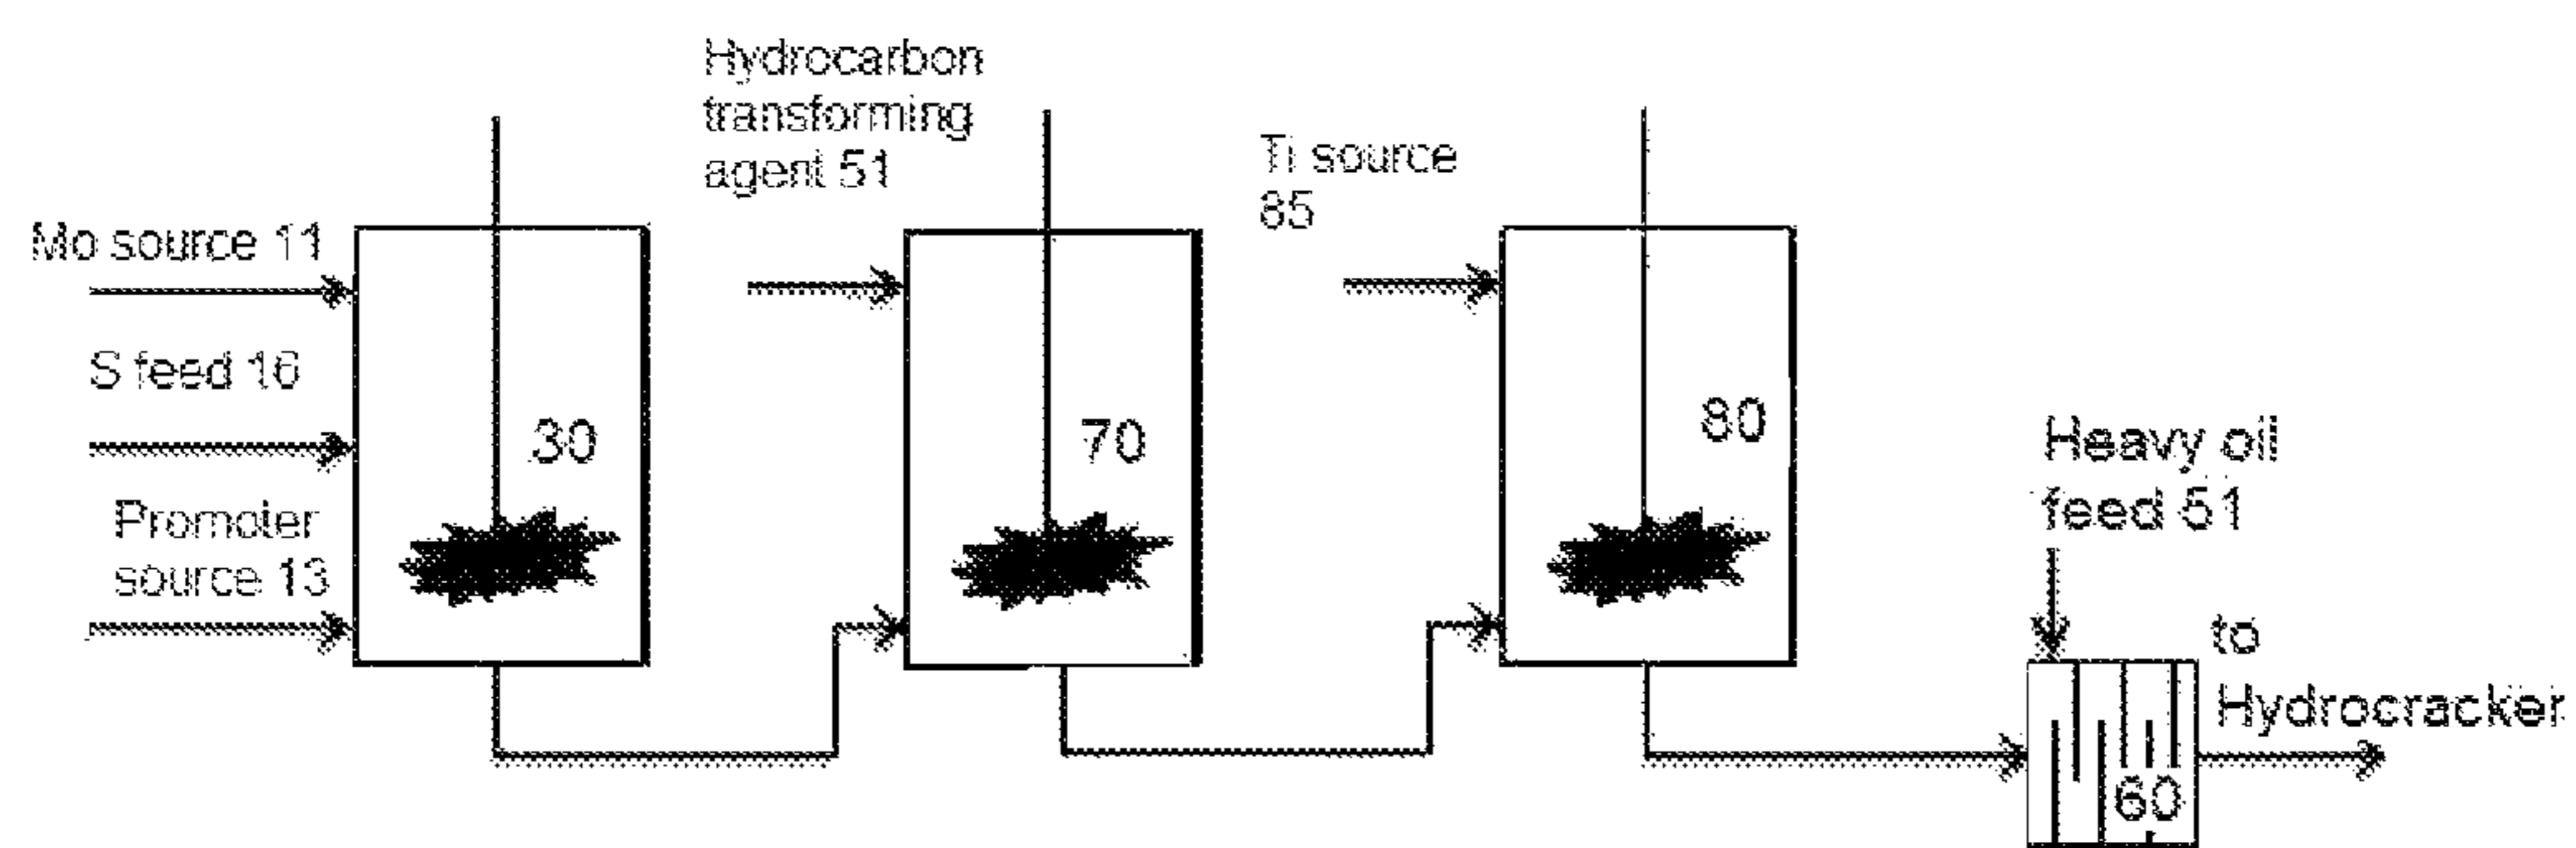 Hydrocarbon
transforming
agent 51
Ti source
85
Mo source 11
S feed 16
Promoter
source 13
30
70
80
Heavy oil
feed 51
to
Hydrocracker
60